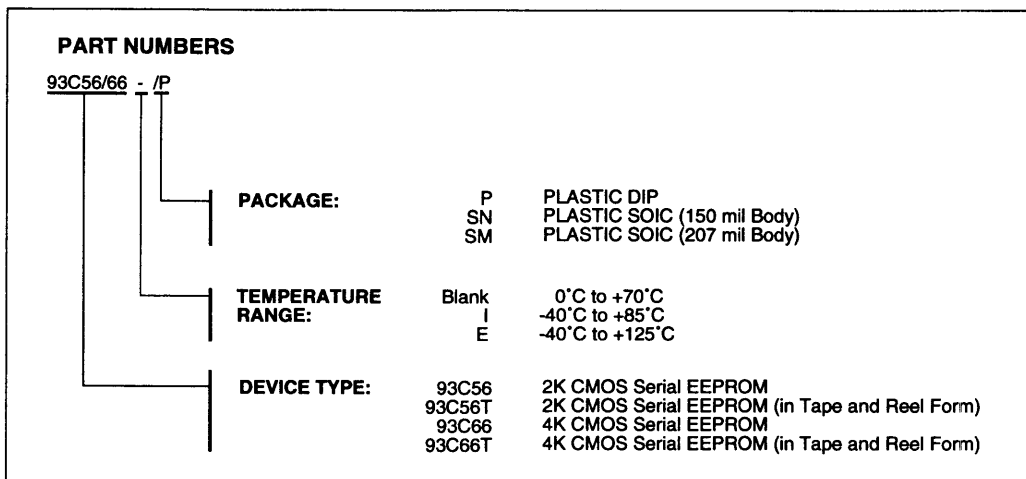 PART NUMBERS
93C56/66 - /P
PACKAGE: P PLASTIC DIP
SN PLASTIC SOIC (150 mil Body)
SM PLASTIC SOIC (207 mil Body)
TEMPERATURE Blank 0°C to +70°C
RANGE: I -40°C to +85°C
E -40°C to +125°C
DEVICE TYPE: 93C56 2K CMOS Serial EEPROM
93C56T 2K CMOS Serial EEPROM (in Tape and Reel Form)
93C66 4K CMOS Serial EEPROM
93C66T 4K CMOS Serial EEPROM (in Tape and Reel Form)